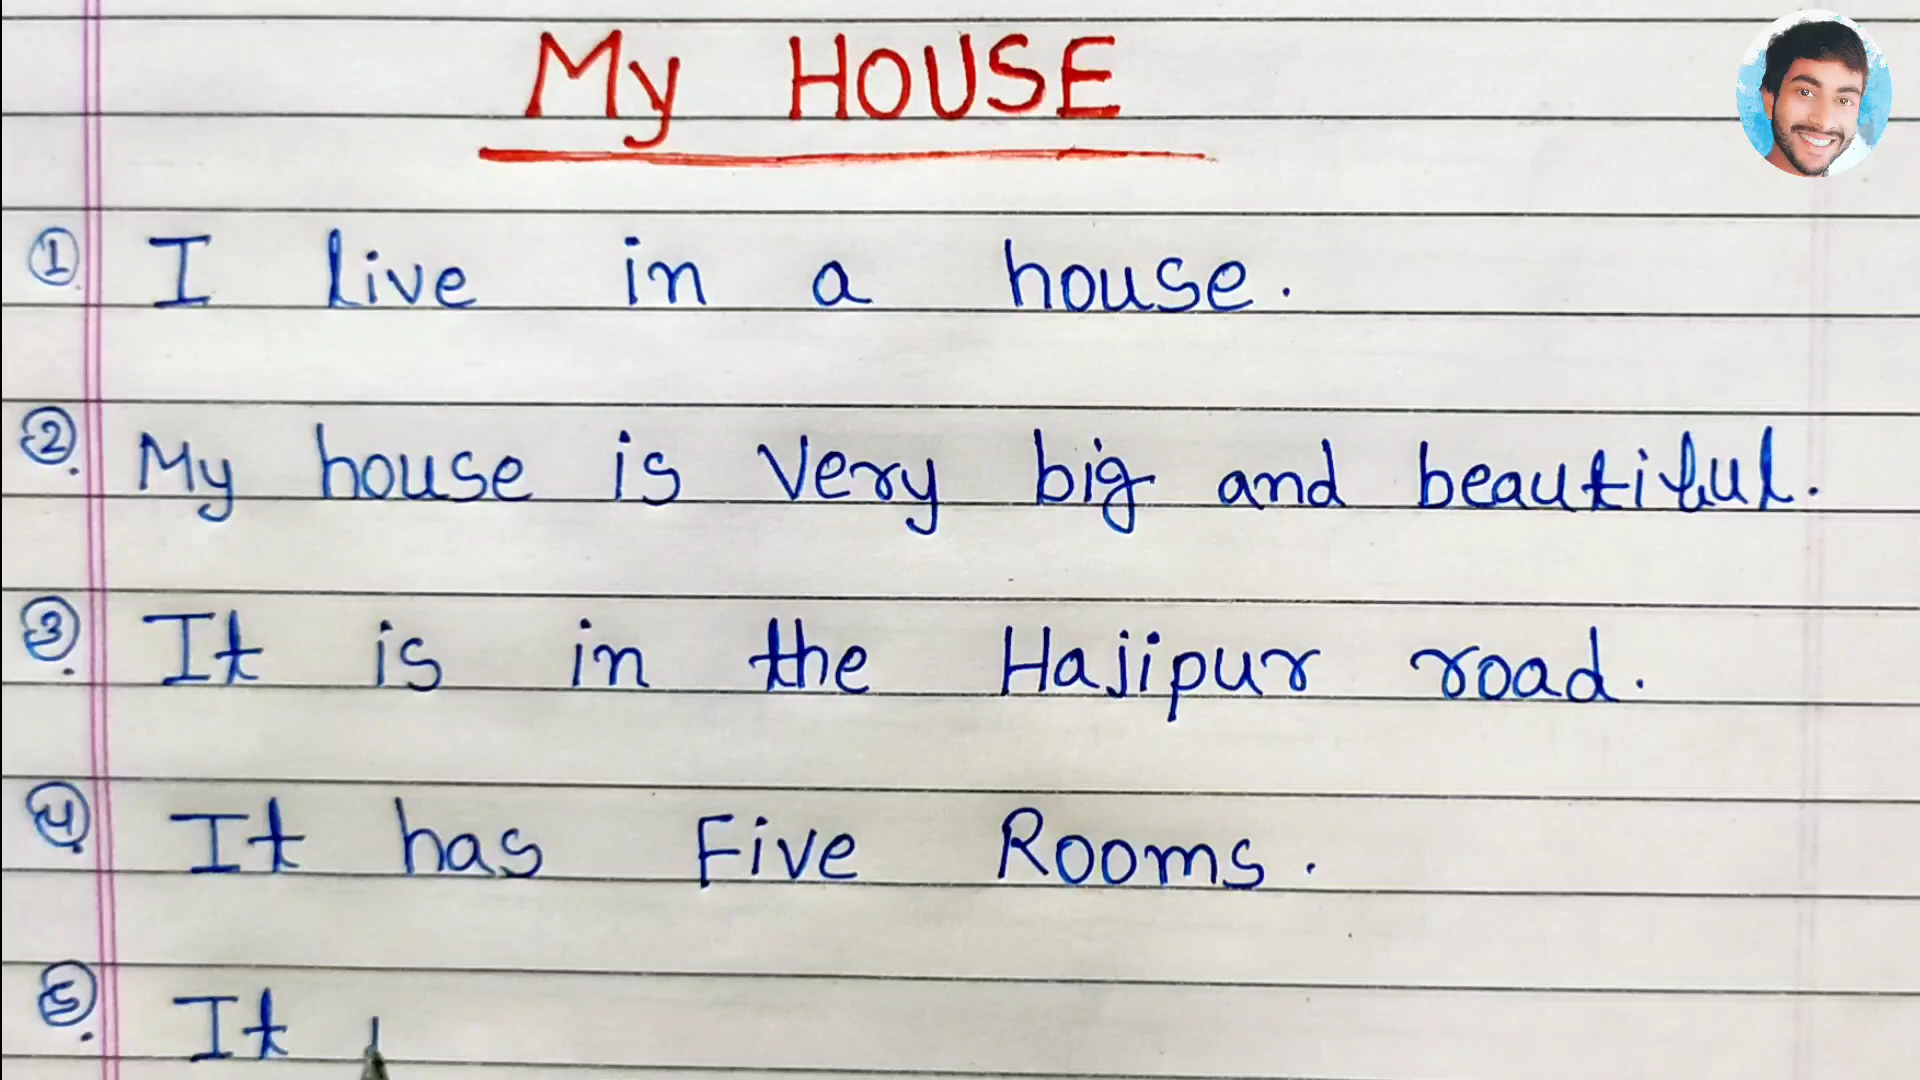 My HOUSE
1. I live in a house.
2. My house is very big and beautiful.
3. It is in the Hajipur road.
4. It has Five Rooms.
5. It